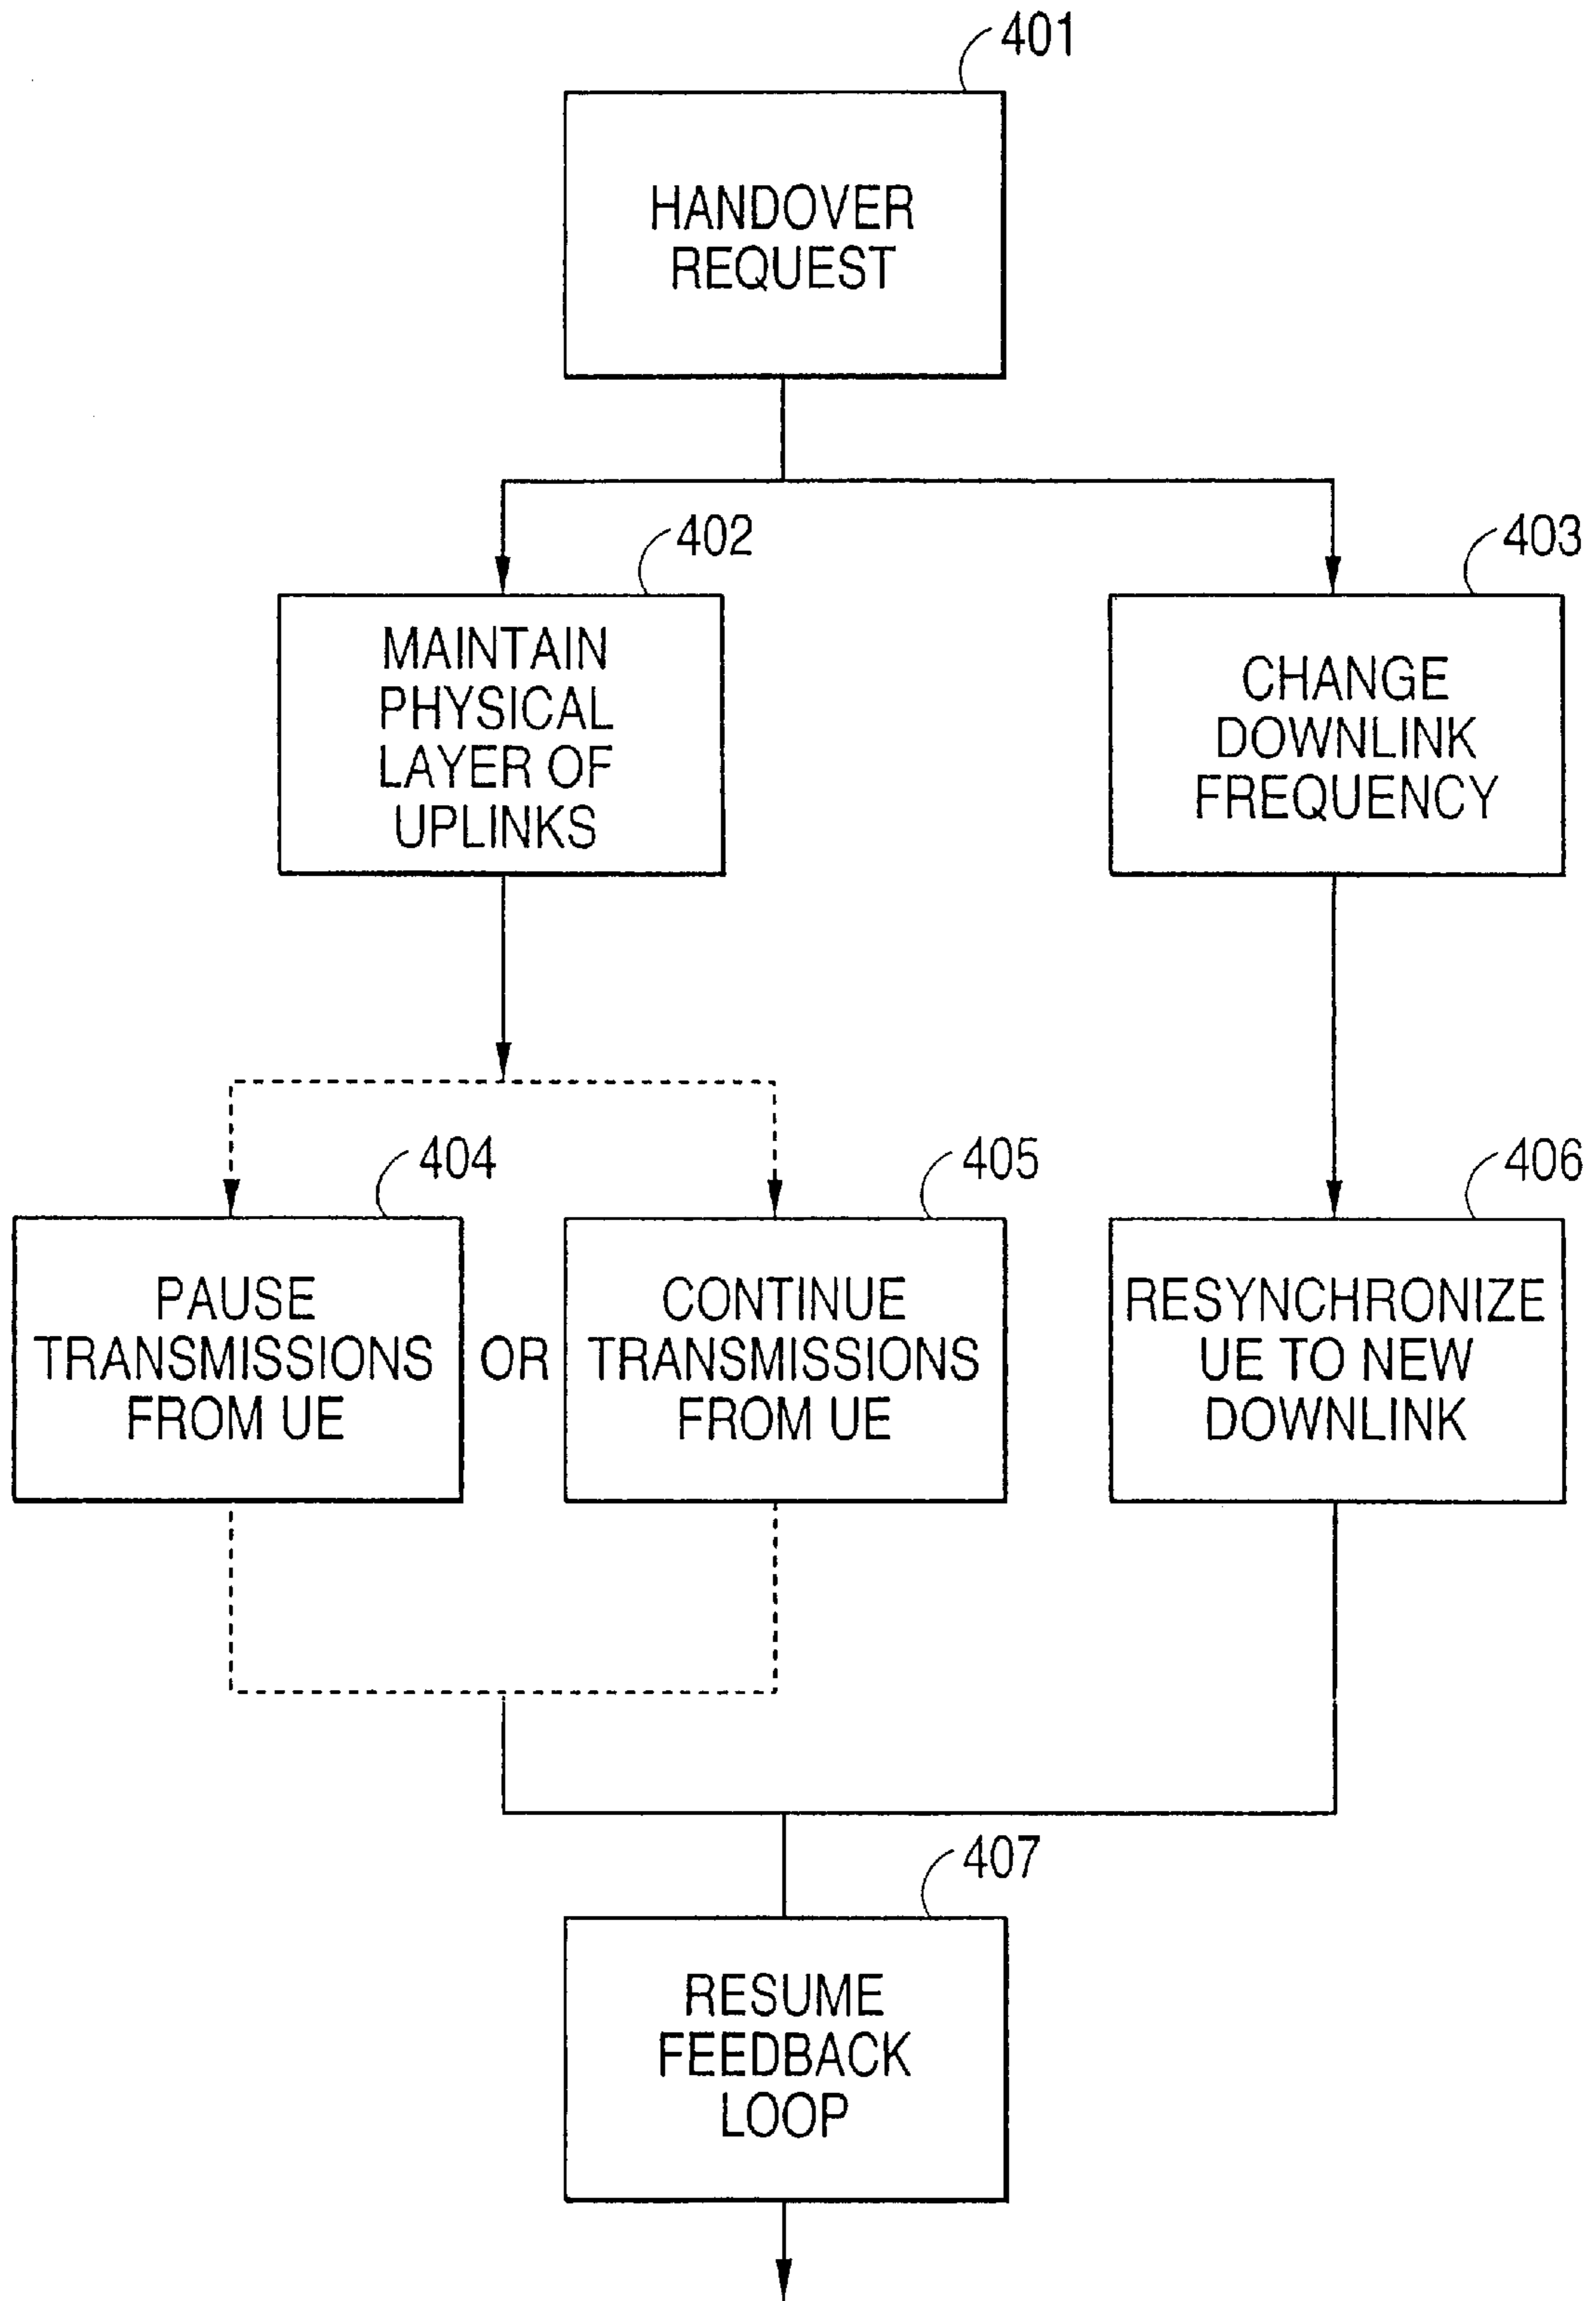 401
HANDOVER
REQUEST
402
403
MAINTAIN
PHYSICAL
LAYER OF
UPLINKS
CHANGE
DOWNLINK
FREQUENCY
404
405
406
PAUSE
TRANSMISSIONS
FROM UE
OR
CONTINUE
TRANSMISSIONS
FROM UE
RESYNCHRONIZE
UE TO NEW
DOWNLINK
407
RESUME
FEEDBACK
LOOP